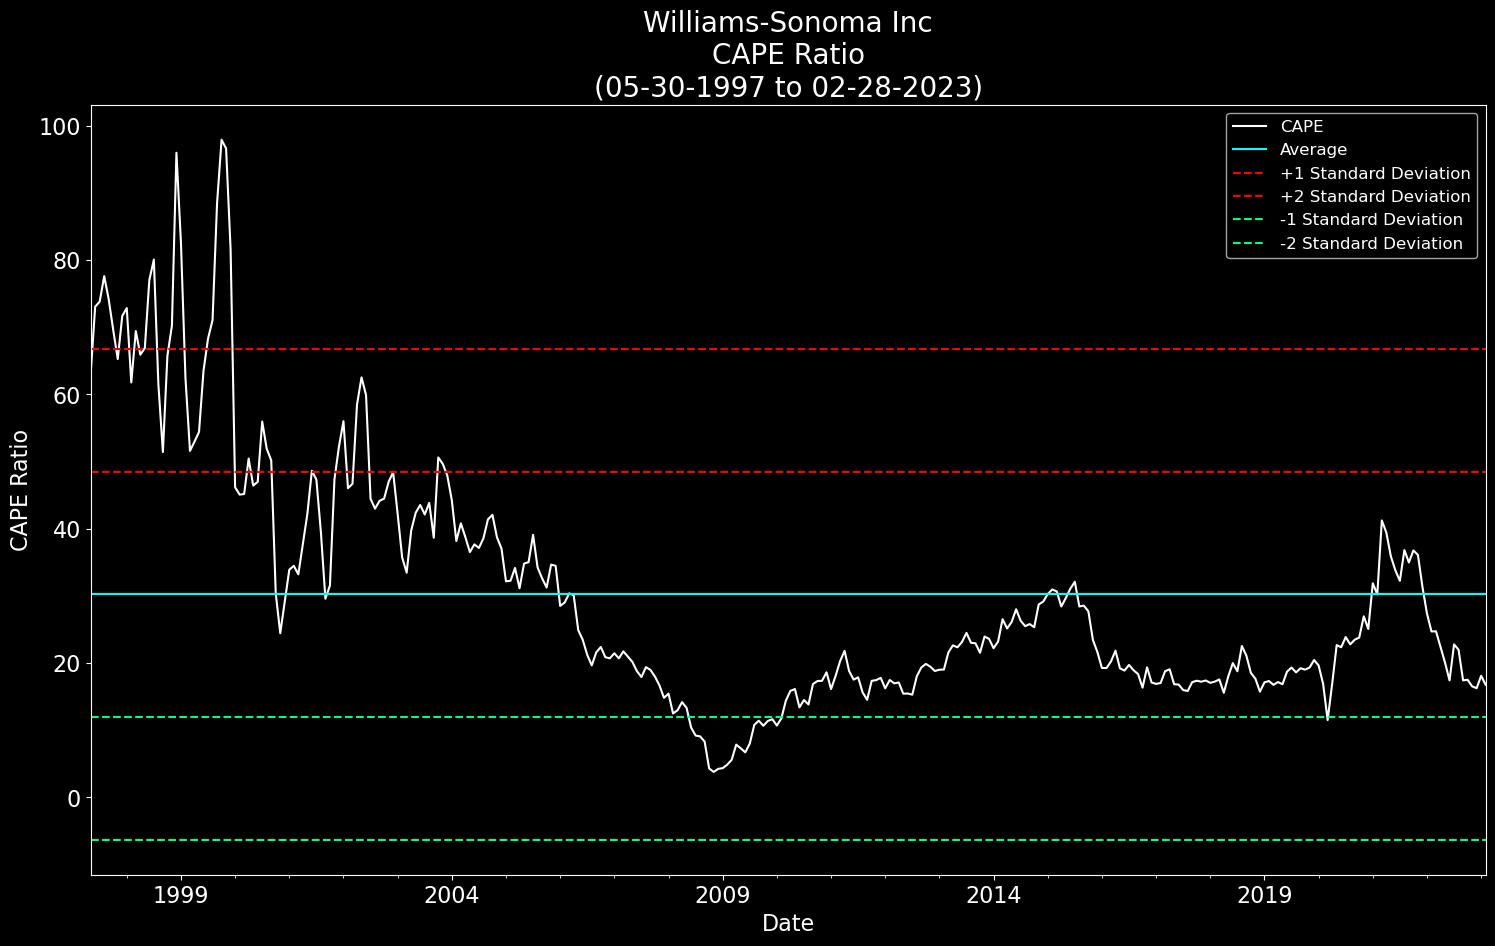 Williams-Sonoma Inc
CAPE Ratio
(05-30-1997 to 02-28-2023)
CAPE
Average
+1 Standard Deviation
+2 Standard Deviation
-1 Standard Deviation
-2 Standard Deviation
CAPE Ratio
100
80
60
40
20
0
1999
2004
2009
2014
2019
Date